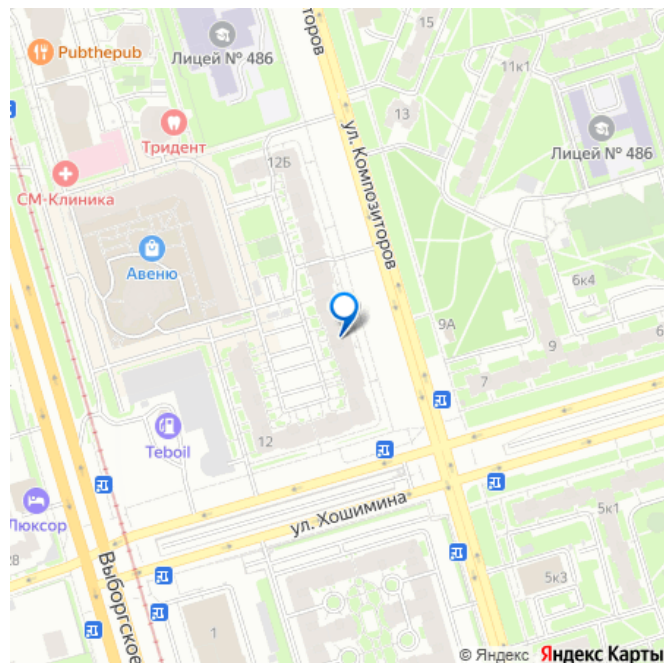 15
Pubthepub
Лицей № 486
торов
11к1
13
Тридент
ул. Композиторов
Лицей № 486
12Б
СМ-Клиника
Авеню
6к4
9А
9
7
12
Teboil
Люксор
ул. Хошимина
5к1
28
Выборгское
5к3
1
© Яндекс Яндекс Карты